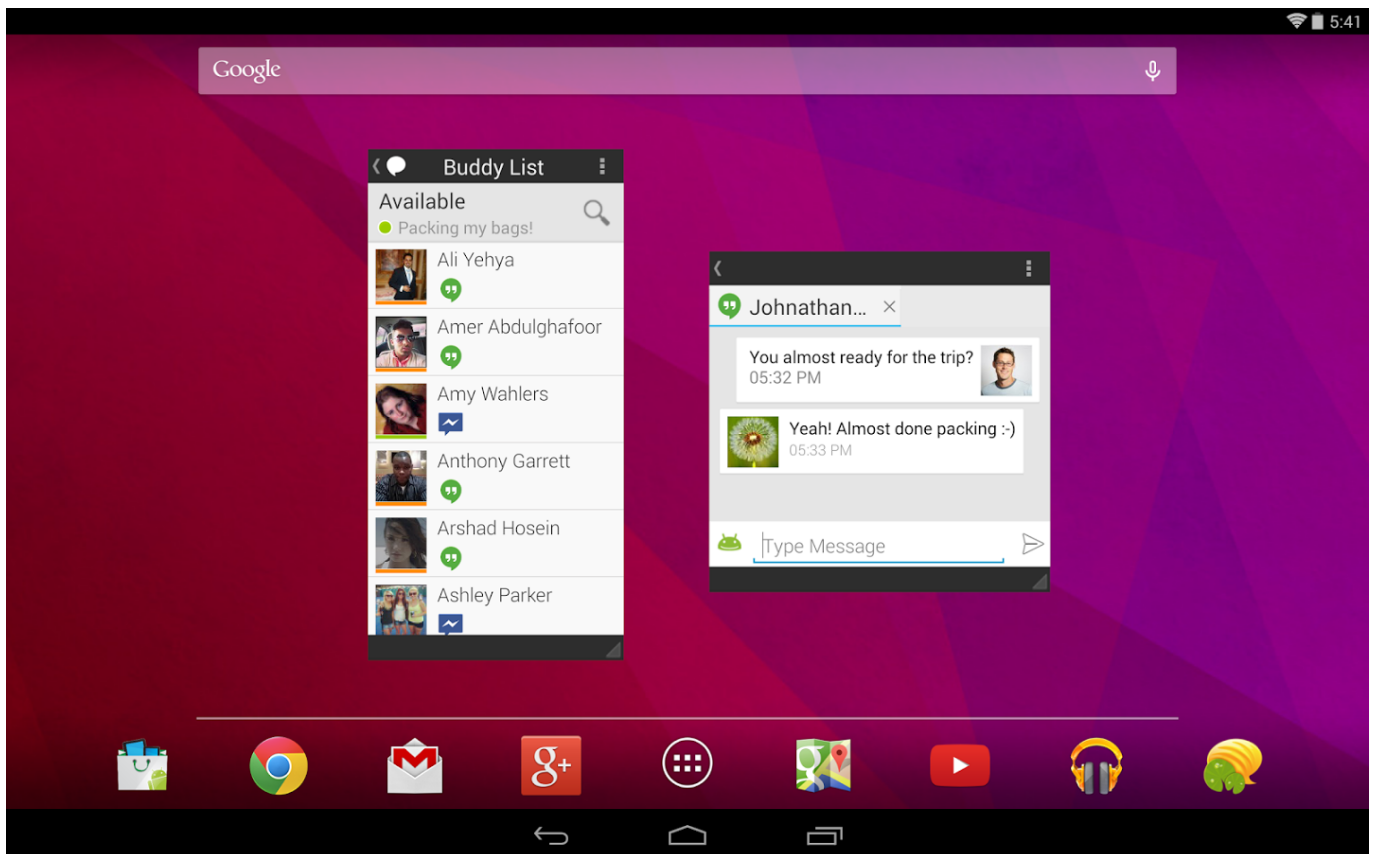 5:41
Google
Buddy List
Available
Packing my bags!
Ali Yehya
Amer Abdulghafoor
Amy Wahlers
Anthony Garrett
Arshad Hosein
Ashley Parker
Johnathan...
You almost ready for the trip?
05:32 PM
Yeah! Almost done packing :-)
05:33 PM
Type Message
g+